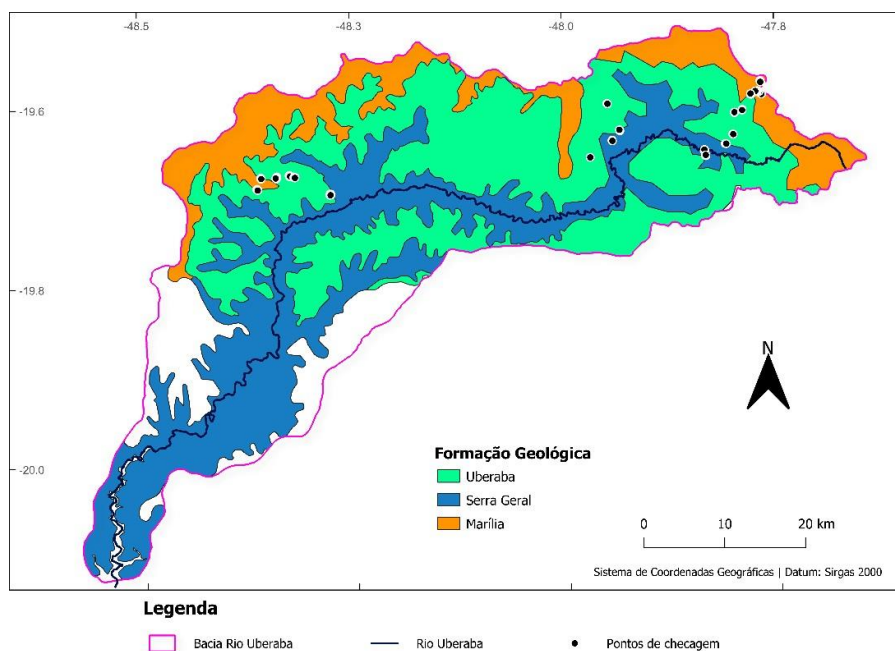 -48.5 -48.3 -48.0 -47.8
-19.6
N
-19.8
Formação Geológica
Uberaba
-20.0
Serra Geral
Marília
0 10 20 km
Sistema de Coordenadas Geográficas | Datum: Sirgas 2000
Legenda
Bacia Rio Uberaba Rio Uberaba Pontos de checagem